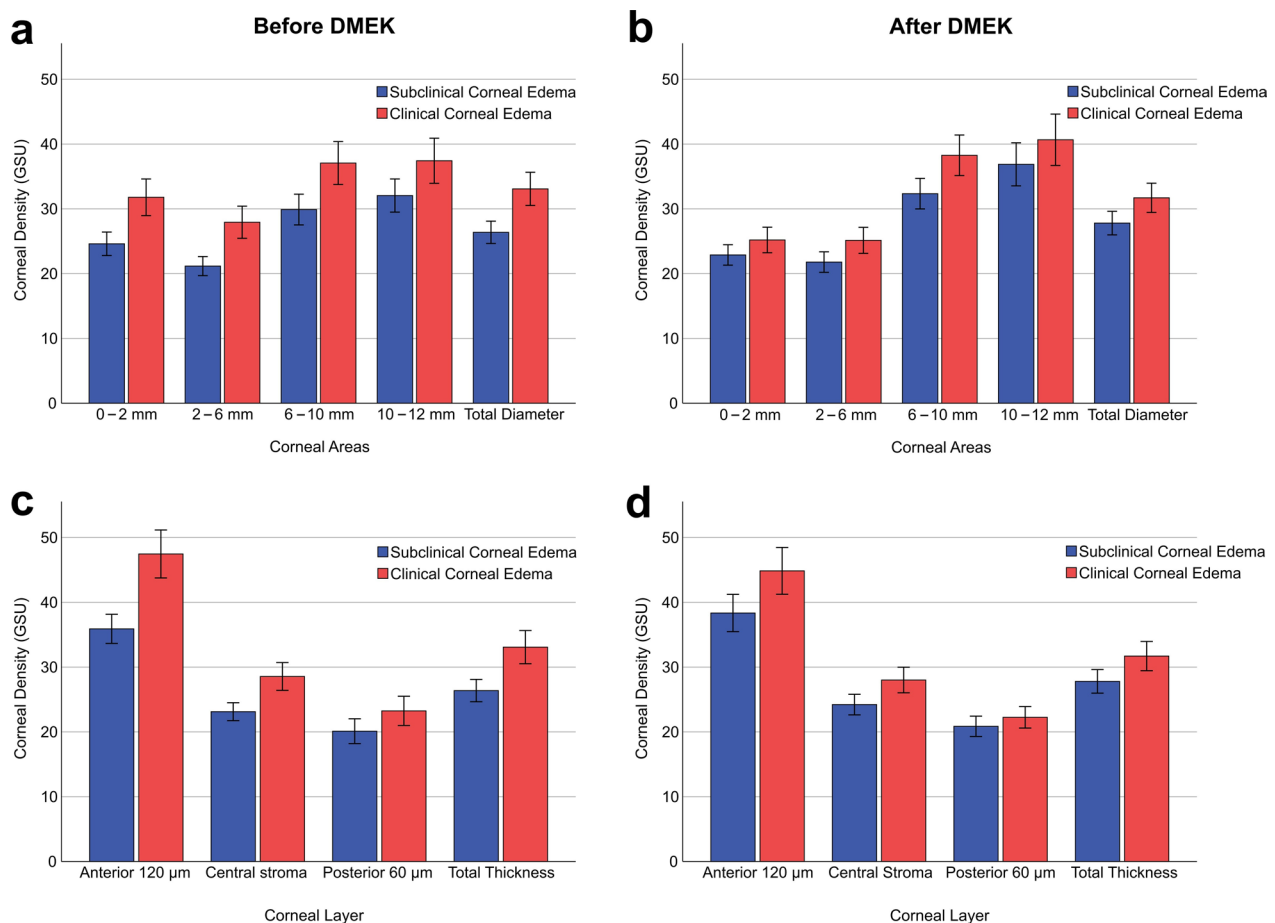 a
Before DMEK
50
40
30
20
10
0
Corneal Density (GSU)
Subclinical Corneal Edema
Clinical Corneal Edema
0–2 mm 2–6 mm 6–10 mm 10–12 mm Total Diameter
Corneal Areas
b
After DMEK
50
40
30
20
10
0
Corneal Density (GSU)
Subclinical Corneal Edema
Clinical Corneal Edema
0–2 mm 2–6 mm 6–10 mm 10–12 mm Total Diameter
Corneal Areas
c
50
40
30
20
10
0
Corneal Density (GSU)
Subclinical Corneal Edema
Clinical Corneal Edema
Anterior 120 µm Central stroma Posterior 60 µm Total Thickness
Corneal Layer
d
50
40
30
20
10
0
Corneal Density (GSU)
Subclinical Corneal Edema
Clinical Corneal Edema
Anterior 120 µm Central Stroma Posterior 60 µm Total Thickness
Corneal Layer